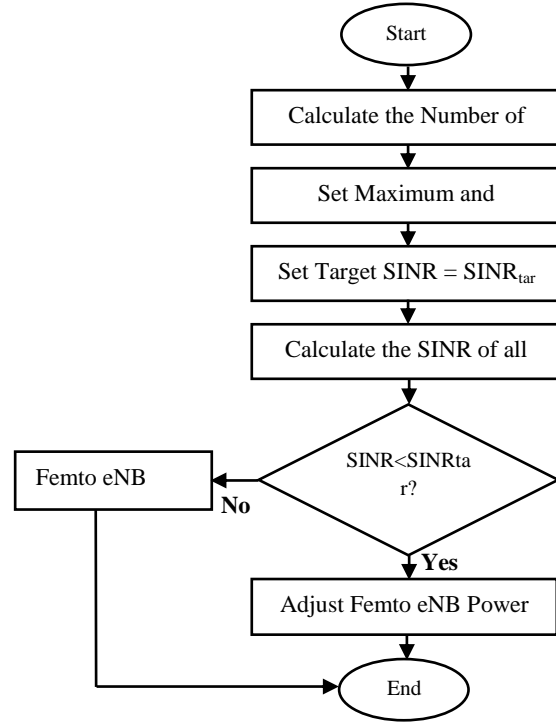 Start
Calculate the Number of
Set Maximum and
Set Target SINR = SINRtar
Calculate the SINR of all
SINR<SINRta
r?
Femto eNB
No
Yes
Adjust Femto eNB Power
End